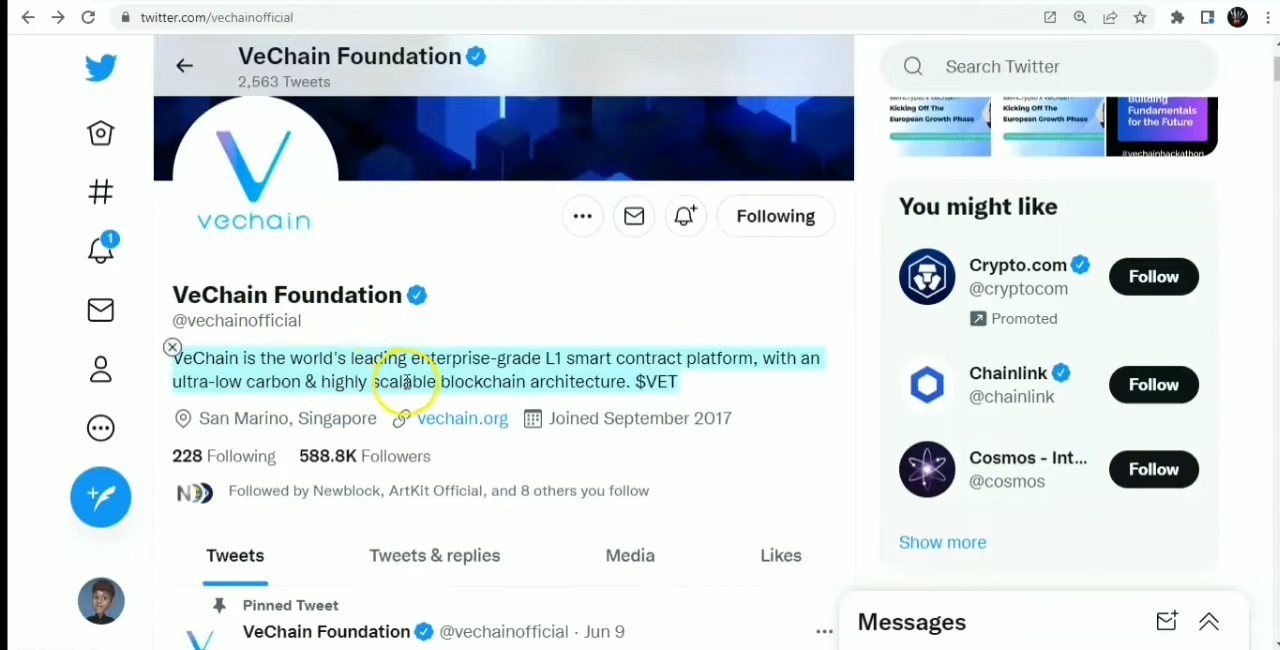 twitter.com/vechainofficial
VeChain Foundation
2,563 Tweets
vechain
Following
VeChain Foundation
@vechainofficial
VeChain is the world's leading enterprise-grade L1 smart contract platform, with an
ultra-low carbon & highly scalable blockchain architecture. $VET
San Marino, Singapore vechain.org Joined September 2017
228 Following 588.8K Followers
Followed by Newblock, ArtKit Official, and 8 others you follow
Tweets Tweets & replies Media Likes
Pinned Tweet
VeChain Foundation @vechainofficial · Jun 9
1
Search Twitter
Kicking Off The
European Growth Phase
Kicking Off The
European Growth Phase
Building
Fundamentals
for the Future
#vechainhackathon
You might like
Crypto.com
@cryptocom
Promoted
Follow
Chainlink
@chainlink
Follow
Cosmos - Int...
@cosmos
Follow
Show more
Messages